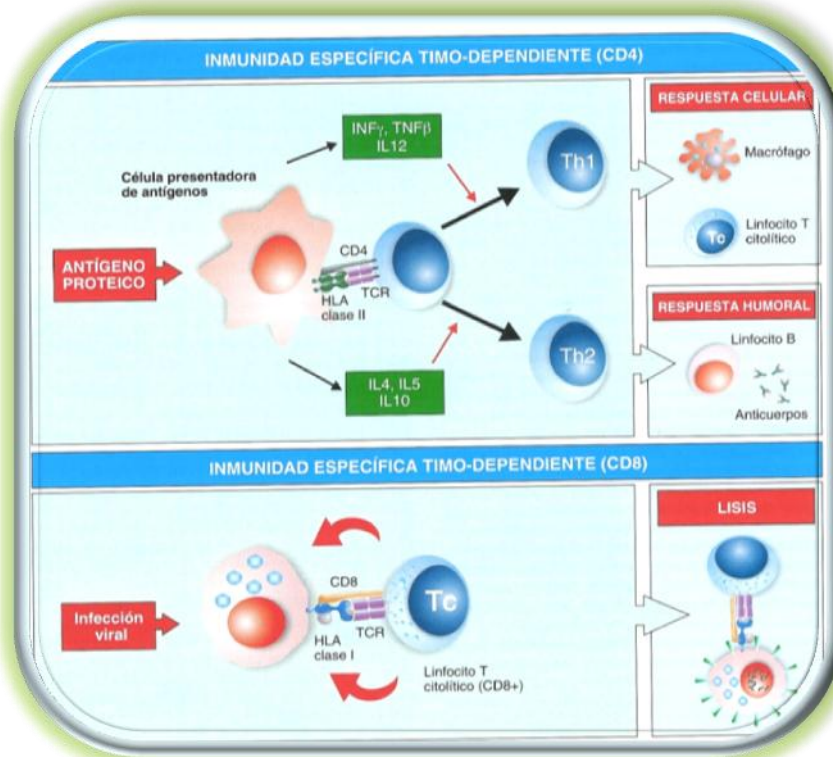 INMUNIDAD ESPECÍFICA TIMO-DEPENDIENTE (CD4)
Célula presentadora
de antígenos
INFγ, TNFβ
IL12
Th1
ANTÍGENO
PROTEICO
CD4
TCR
HLA
clase II
Th2
IL4, IL5
IL10
RESPUESTA CELULAR
Macrófago
Tc
Linfocito T
citolítico
RESPUESTA HUMORAL
Linfocito B
Anticuerpos
INMUNIDAD ESPECÍFICA TIMO-DEPENDIENTE (CD8)
Infección
viral
CD8
Tc
TCR
HLA
clase I
Linfocito T
citolítico (CD8+)
LISIS